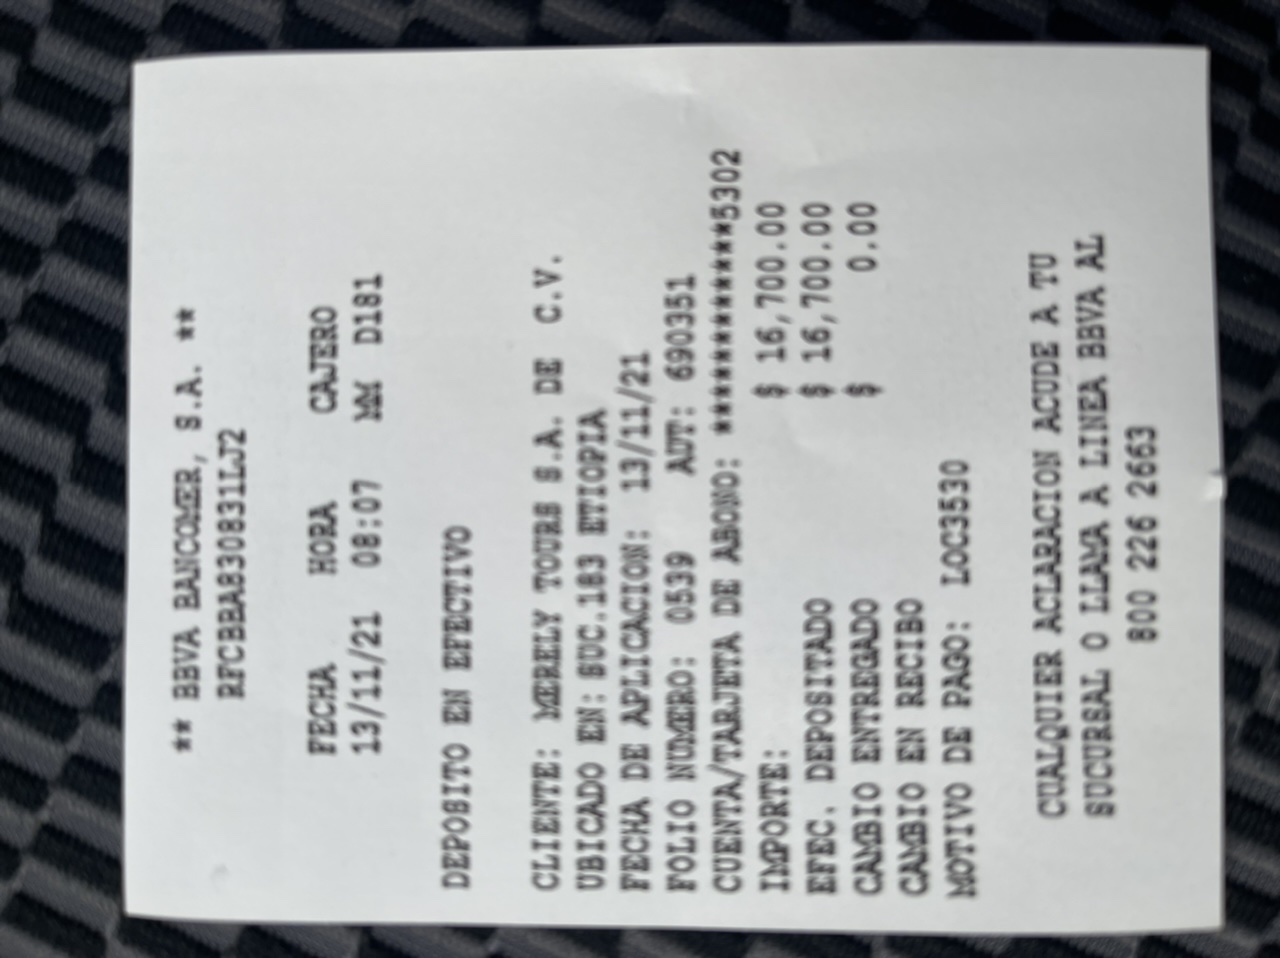 ** BBVA BANCOMER, S.A. **
RFCBBA830831LJ2
FECHA HORA CAJERO
13/11/21 08:07 MM D181
DEPOSITO EN EFECTIVO
CLIENTE: MERELY TOURS S.A. DE C.V.
UBICADO EN: SUC.183 ETIOPIA
FECHA DE APLICACION: 13/11/21
FOLIO NUMERO: 0539 AUT: 690351
CUENTA/TARJETA DE ABONO: ************5302
IMPORTE: $ 16,700.00
EFEC. DEPOSITADO $ 16,700.00
CAMBIO ENTREGADO $ 0.00
CAMBIO EN RECIBO
MOTIVO DE PAGO: LOC3530
CUALQUIER ACLARACION ACUDE A TU
SUCURSAL O LLAMA A LINEA BBVA AL
800 226 2663